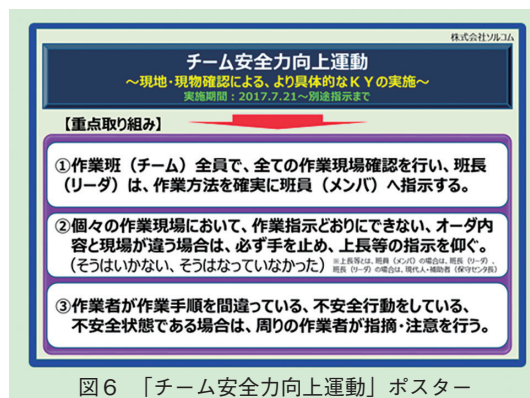 株式会社ソルコム
チーム安全力向上運動
～現地・現物確認による、より具体的なKYの実施～
実施期間：2017.7.21～別途指示まで
【重点取り組み】
①作業班（チーム）全員で、全ての作業現場確認を行い、班長
（リーダ）は、作業方法を確実に班員（メンバ）へ指示する。
②個々の作業現場において、作業指示どおりにできない、オーダ内
容と現場が違う場合は、必ず手を止め、上長等の指示を仰ぐ。
（そうはいかない、そうはなっていなかった）
※上長等とは、班員（メンバ）の場合は、班長（リーダ）、
班長（リーダ）の場合は、現代人・補助者（保守センタ長）
③作業者が作業手順を間違っている、不安全行動をしている、
不安全状態である場合は、周りの作業者が指摘・注意を行う。
図6　「チーム安全力向上運動」ポスター